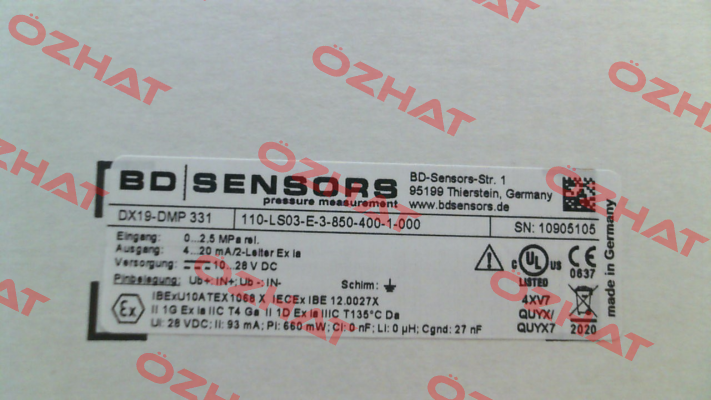 BD|SENSORS
pressure measurement
BD-Sensors-Str. 1
95199 Thierstein, Germany
www.bdsensors.de
DX19-DMP 331 110-LS03-E-3-850-400-1-000 SN: 10905105
Eingang: 0...2,5 MPa rel.
Ausgang: 4...20 mA/2-Leiter Ex ia
Versorgung: 10...28 V DC
Pinbelegung: Ub+: IN+; Ub-: IN- Schirm:
IBExU10ATEX1068 X IECEx IBE 12.0027X
II 1G Ex ia IIC T4 Ga II 1D Ex ia IIIC T135°C Da
Ui: 28 VDC; Ii: 93 mA; Pi: 660 mW; Ci: 0 nF; Li: 0 µH; Cgnd: 27 nF
Ex
c UL us
LISTED
4XV7
QUYX/
QUYX7
CE
0637
2020
made in Germany
ÖZHAT
ÖZHAT
ÖZHAT
ÖZHAT
ÖZHAT
ÖZHAT
ÖZHAT
ÖZHAT